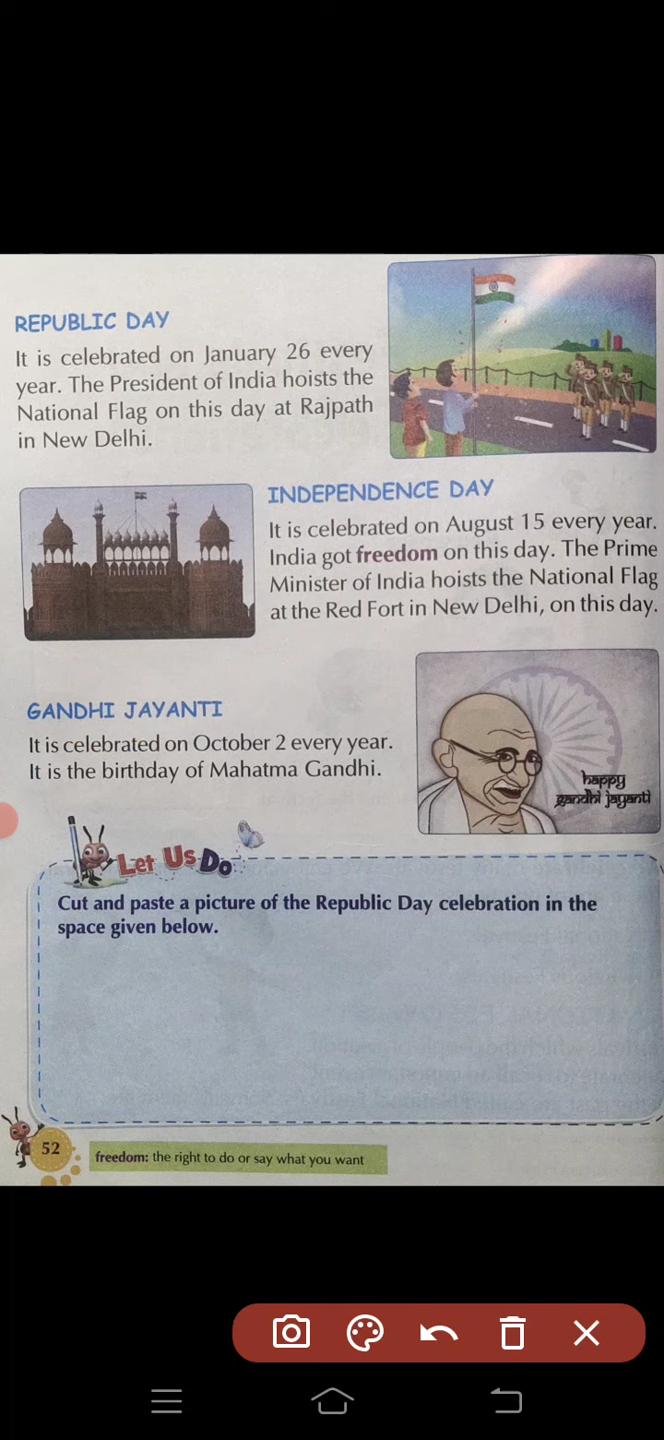 REPUBLIC DAY
It is celebrated on January 26 every
year. The President of India hoists the
National Flag on this day at Rajpath
in New Delhi.
INDEPENDENCE DAY
It is celebrated on August 15 every year.
India got freedom on this day. The Prime
Minister of India hoists the National Flag
at the Red Fort in New Delhi, on this day.
GANDHI JAYANTI
It is celebrated on October 2 every year.
It is the birthday of Mahatma Gandhi.
happy
gandhi jayanti
Let Us Do
Cut and paste a picture of the Republic Day celebration in the
space given below.
52
freedom: the right to do or say what you want